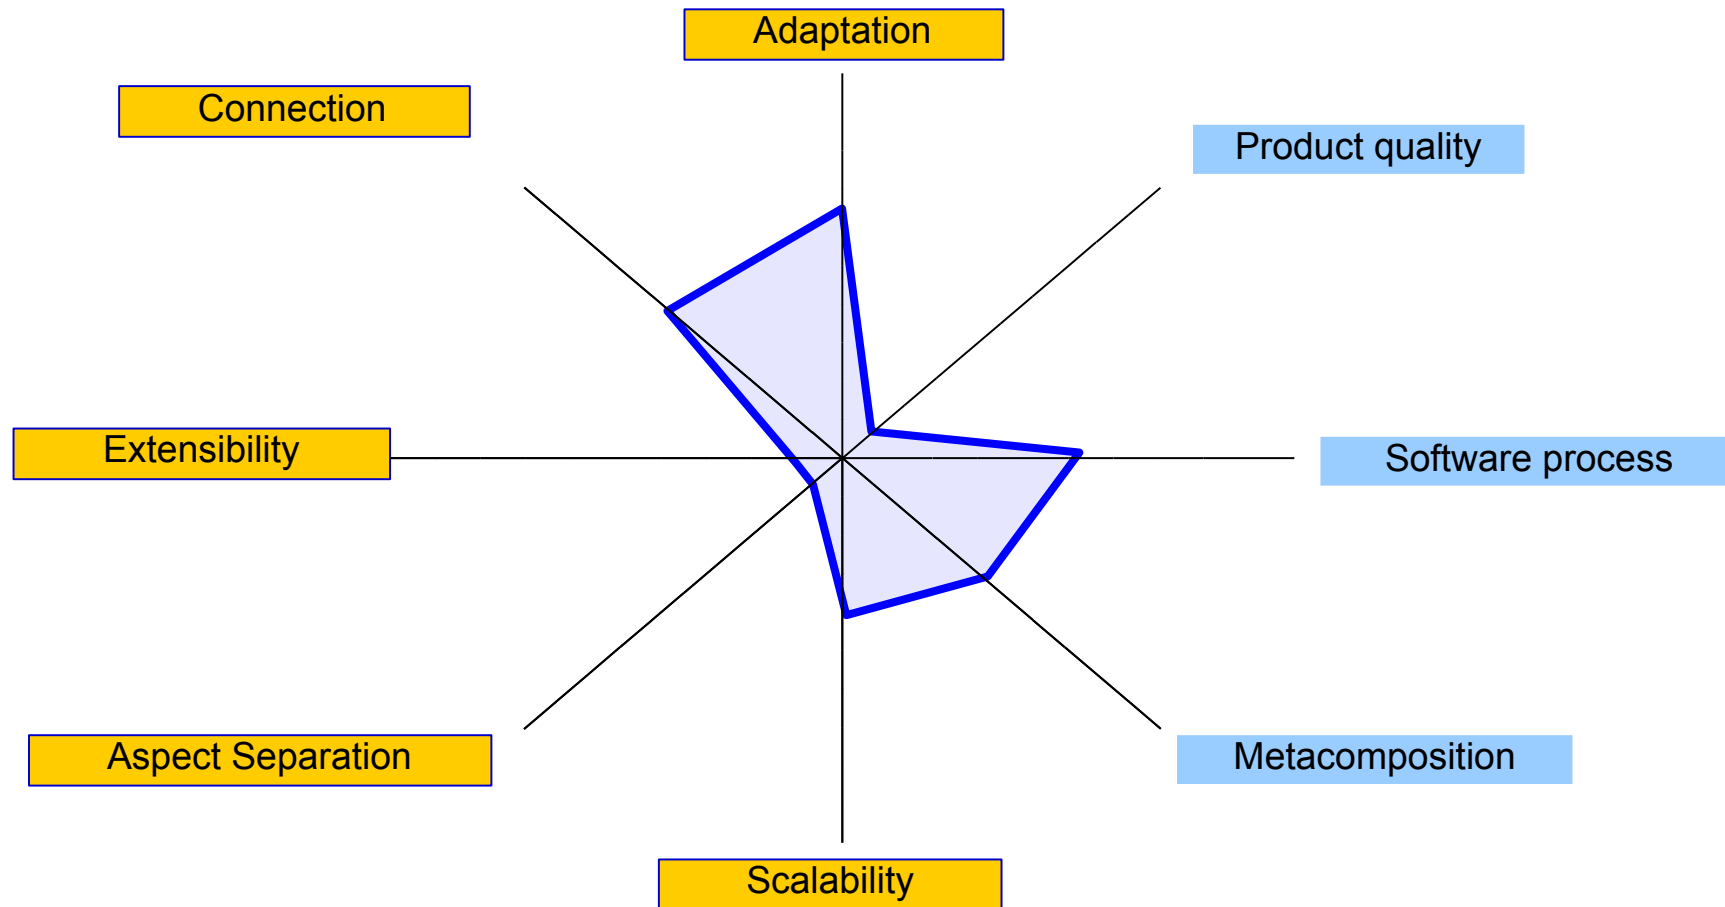 Adaptation
Connection
Product quality
Extensibility
Software process
Aspect Separation
Metacomposition
Scalability